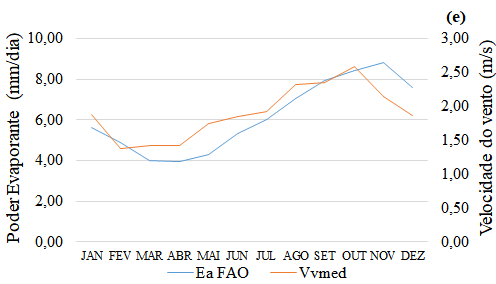 (e)
Poder Evaporante (mm/dia)
10,00
8,00
6,00
4,00
2,00
0,00
3,00
2,50
2,00
1,50
1,00
0,50
0,00
Velocidade do vento (m/s)
JAN FEV MAR ABR MAI JUN JUL AGO SET OUT NOV DEZ
Ea FAO Vvmed